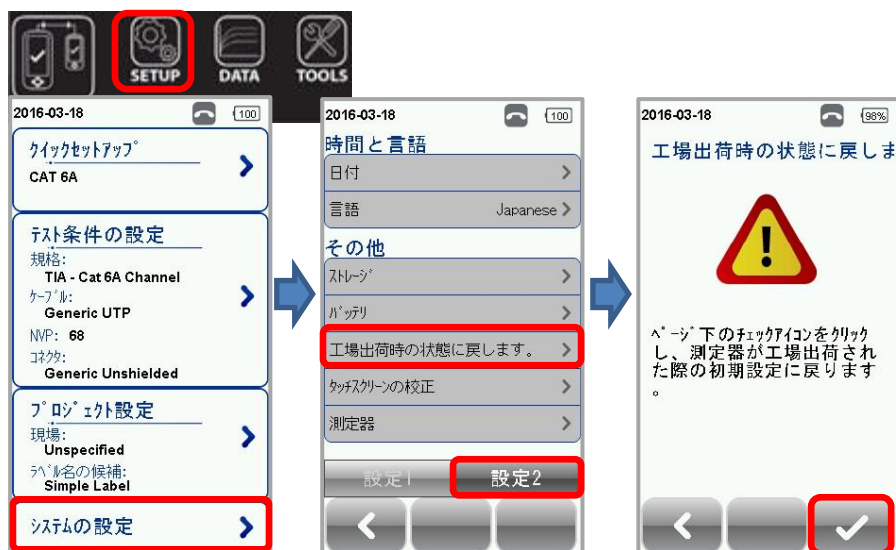 SETUP
DATA
TOOLS
2016-03-18
100
クイックセットアップ
CAT 6A
テスト条件の設定
規格:
TIA - Cat 6A Channel
ケーブル:
Generic UTP
NVP: 68
コネクタ:
Generic Unshielded
プロジェクト設定
現場:
Unspecified
ラベル名の候補:
Simple Label
システムの設定
2016-03-18
100
時間と言語
日付
言語 Japanese
その他
ストレージ
バッテリ
工場出荷時の状態に戻します。
タッチスクリーンの校正
測定器
設定1
設定2
2016-03-18
98%
工場出荷時の状態に戻しま
ページ下のチェックアイコンをクリック
し、測定器が工場出荷され
た際の初期設定に戻ります
。